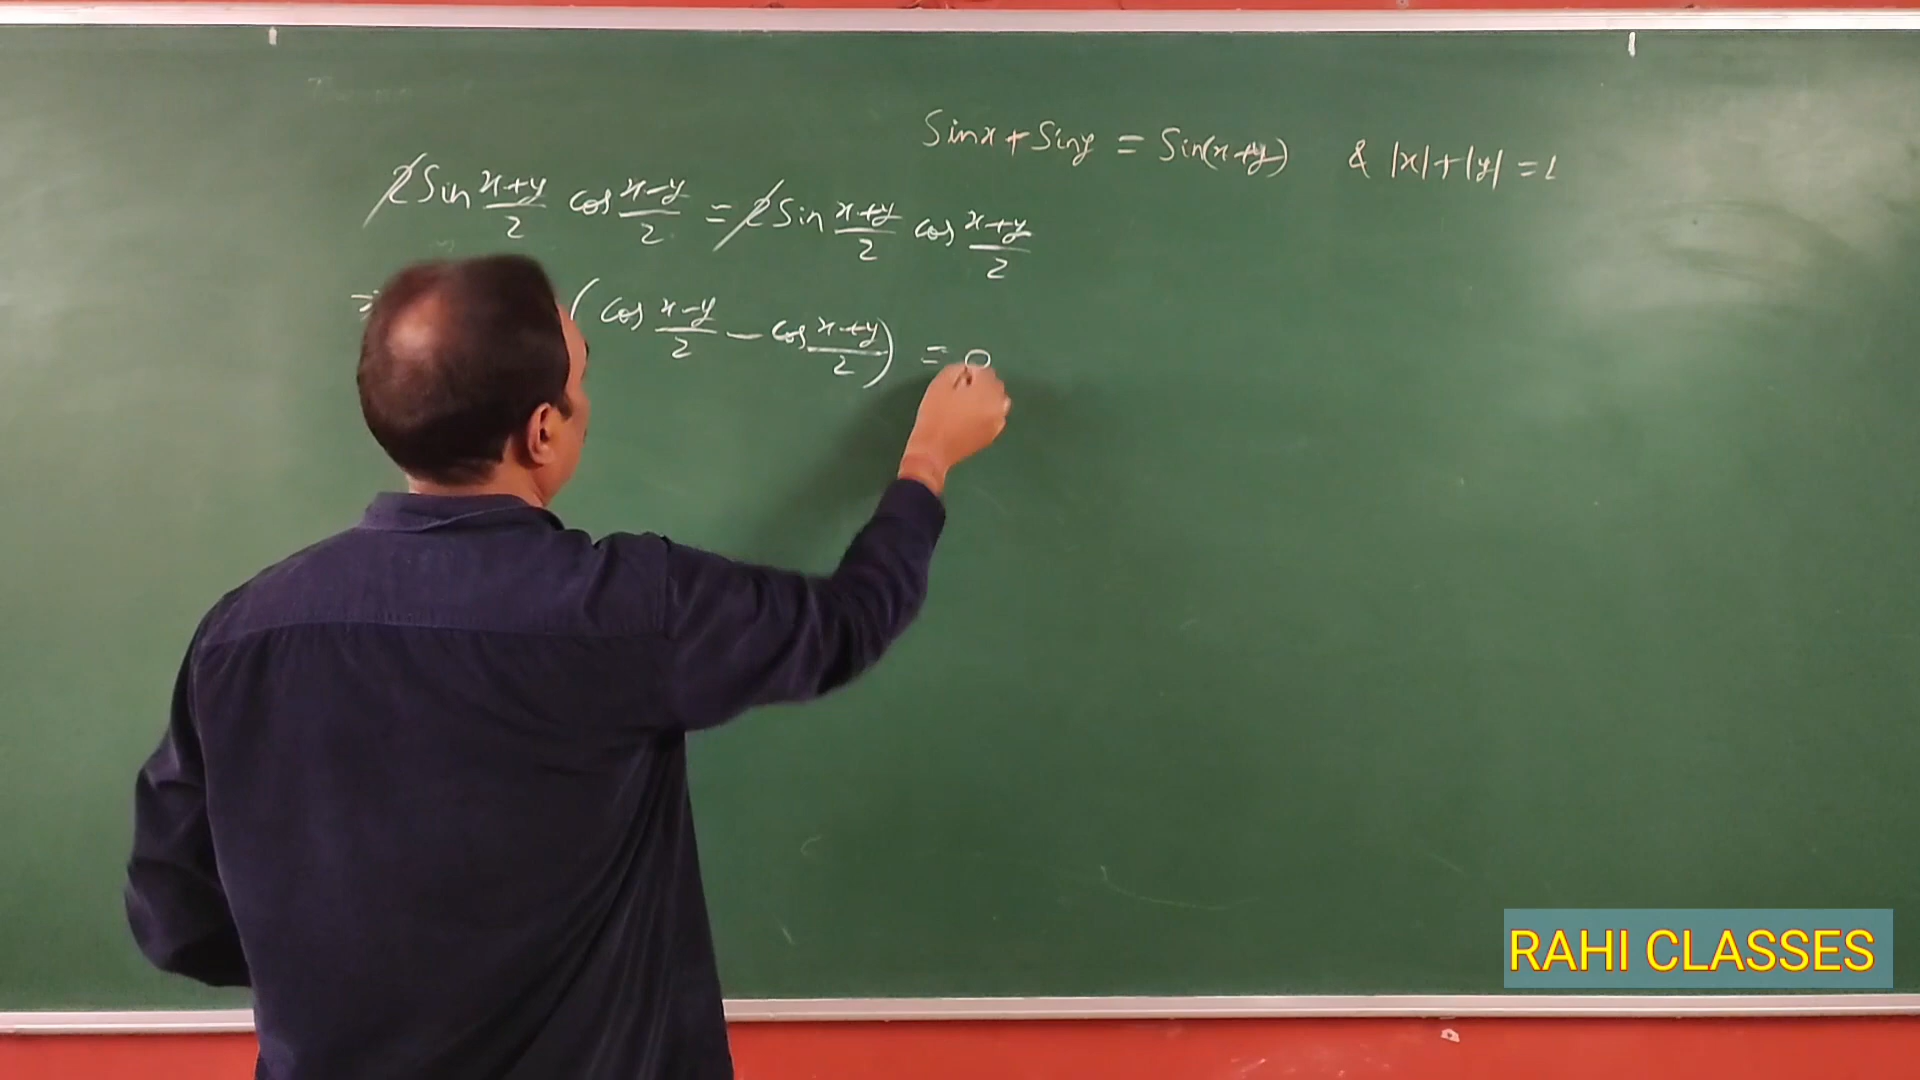 Sinx + Siny = Sin(x+y) & |x|+|y| = 1
2 Sin x+y/2 cos x-y/2 = 2 Sin x+y/2 cos x+y/2
( cos x-y/2 - cos x+y/2 ) = 0
RAHI CLASSES